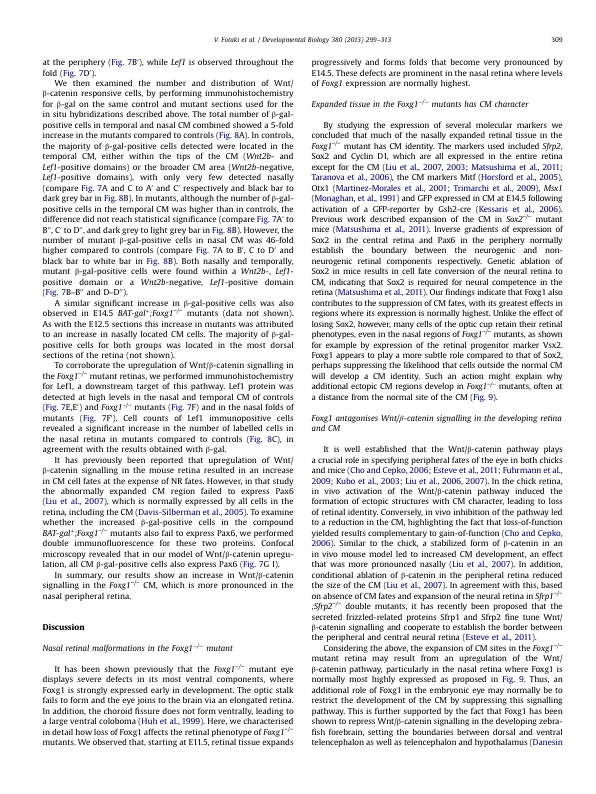 V. Fotaki et al. / Developmental Biology 380 (2013) 299–313
309
at the periphery (Fig. 7B′), while Lef1 is observed throughout the
fold (Fig. 7D′).
We then examined the number and distribution of Wnt/
β-catenin responsive cells, by performing immunohistochemistry
for β-gal on the same control and mutant sections used for the
in situ hybridizations described above. The total number of β-gal-
positive cells in temporal and nasal CM combined showed a 5-fold
increase in the mutants compared to controls (Fig. 8A). In controls,
the majority of β-gal-positive cells detected were located in the
temporal CM, either within the tips of the CM (Wnt2b- and
Lef1-positive domains) or the broader CM area (Wnt2b-negative,
Lef1-positive domains), with only very few detected nasally
(compare Fig. 7A and C to A′ and C′ respectively and black bar to
dark grey bar in Fig. 8B). In mutants, although the number of β-gal-
positive cells in the temporal CM was higher than in controls, the
difference did not reach statistical significance (compare Fig. 7A′ to
B″, C′ to D″, and dark grey to light grey bar in Fig. 8B). However, the
number of mutant β-gal-positive cells in nasal CM was 46-fold
higher compared to controls (compare Fig. 7A to B′, C to D′ and
black bar to white bar in Fig. 8B). Both nasally and temporally,
mutant β-gal-positive cells were found within a Wnt2b-, Lef1-
positive domain or a Wnt2b-negative, Lef1-positive domain
(Fig. 7B–B″ and D–D″).
A similar significant increase in β-gal-positive cells was also
observed in E14.5 BAT-gal⁺;Foxg1⁻/⁻ mutants (data not shown).
As with the E12.5 sections this increase in mutants was attributed
to an increase in nasally located cells. The majority of β-gal-
positive cells for both groups was located in the most dorsal
sections of the retina (not shown).
To corroborate the upregulation of Wnt/β-catenin signalling in
the Foxg1⁻/⁻ mutant retinas, we performed immunohistochemistry
for Lef1, a downstream target of this pathway. Lef1 protein was
detected at high levels in the nasal and temporal CM of controls
(Fig. 7E,E′) and Foxg1⁻/⁻ mutants (Fig. 7F) and in the nasal folds of
mutants (Fig. 7F′). Cell counts of Lef1 immunopositive cells
revealed a significant increase in the number of labelled cells in
the nasal retina in mutants compared to controls (Fig. 8C), in
agreement with the results obtained with β-gal.
It has previously been reported that upregulation of Wnt/
β-catenin signalling in the mouse retina resulted in an increase
in CM cell fates at the expense of NR fates. However, in that study
the abnormally expanded CM region failed to express Pax6
(Liu et al., 2007), which is normally expressed by all cells in the
retina, including the CM (Davis-Silberman et al., 2005). To examine
whether the increased β-gal-positive cells in the compound
BAT-gal⁺;Foxg1⁻/⁻ mutants also fail to express Pax6, we performed
double immunofluorescence for these two proteins. Confocal
microscopy revealed that in our model of Wnt/β-catenin upregu-
lation, all CM β-gal-positive cells also express Pax6 (Fig. 7G I).
In summary, our results show an increase in Wnt/β-catenin
signalling in the Foxg1⁻/⁻ CM, which is more pronounced in the
nasal peripheral retina.
Discussion
Nasal retinal malformations in the Foxg1⁻/⁻ mutant
It has been shown previously that the Foxg1⁻/⁻ mutant eye
displays severe defects in its most ventral components, where
Foxg1 is strongly expressed early in development. The optic stalk
fails to form and the eye joins to the brain via an elongated retina.
In addition, the choroid fissure does not form ventrally, leading to
a large ventral coloboma (Huh et al., 1999). Here, we characterised
in detail how loss of Foxg1 affects the retinal phenotype of Foxg1⁻/⁻
mutants. We observed that, starting at E11.5, retinal tissue expands
progressively and forms folds that become very pronounced by
E14.5. These defects are prominent in the nasal retina where levels
of Foxg1 expression are normally highest.
Expanded tissue in the Foxg1⁻/⁻ mutants has CM character
By studying the expression of several molecular markers we
concluded that much of the nasally expanded retinal tissue in the
Foxg1⁻/⁻ mutant has CM identity. The markers used included Sfrp2,
Sox2 and Cyclin D1, which are all expressed in the entire retina
except for the CM (Liu et al., 2007, 2003; Matsushima et al., 2011;
Taranova et al., 2006), the CM markers Mitf (Horsford et al., 2005),
Otx1 (Martinez-Morales et al., 2001; Trimarchi et al., 2009), Msx1
(Monaghan, et al., 1991) and GFP expressed in CM at E14.5 following
activation of a GFP-reporter by Gsh2-cre (Kessaris et al., 2006).
Previous work described expansion of the CM in Sox2⁻/⁻ mutant
mice (Matsushima et al., 2011). Inverse gradients of expression of
Sox2 in the central retina and Pax6 in the periphery normally
establish the boundary between the neurogenic and non-
neurogenic retinal components respectively. Genetic ablation of
Sox2 in mice results in cell fate conversion of the neural retina to
CM, indicating that Sox2 is required for neural competence in the
retina (Matsushima et al., 2011). Our findings indicate that Foxg1 also
contributes to the suppression of CM fates, with its greatest effects in
regions where its expression is normally highest. Unlike the effect of
losing Sox2, however, many cells of the optic cup retain their retinal
phenotypes, even in the nasal regions of Foxg1⁻/⁻ mutants, as shown
for example by expression of the retinal progenitor marker Vsx2.
Foxg1 appears to play a more subtle role compared to that of Sox2,
perhaps suppressing the likelihood that cells outside the normal CM
will develop a CM identity. Such an action might explain why
additional ectopic CM regions develop in Foxg1⁻/⁻ mutants, often at
a distance from the normal site of the CM (Fig. 9).
Foxg1 antagonises Wnt/β-catenin signalling in the developing retina
and CM
It is well established that the Wnt/β-catenin pathway plays
a crucial role in specifying peripheral fates of the eye in both chicks
and mice (Cho and Cepko, 2006; Esteve et al., 2011; Fuhrmann et al.,
2009; Kubo et al., 2003; Liu et al., 2006, 2007). In the chick retina,
in vivo activation of the Wnt/β-catenin pathway induced the
formation of ectopic structures with CM character, leading to loss
of retinal identity. Conversely, in vivo inhibition of the pathway led
to a reduction in the CM, highlighting the fact that loss-of-function
yielded results complementary to gain-of-function (Cho and Cepko,
2006). Similar to the chick, a stabilized form of β-catenin in an
in vivo mouse model led to increased CM development, an effect
that was more pronounced nasally (Liu et al., 2007). In addition,
conditional ablation of β-catenin in the peripheral retina reduced
the size of the CM (Liu et al., 2007). In agreement with this, based
on absence of CM fates and expansion of the neural retina in Sfrp1⁻/⁻
;Sfrp2⁻/⁻ double mutants, it has recently been proposed that the
secreted frizzled-related proteins Sfrp1 and Sfrp2 fine tune Wnt/
β-catenin signalling and cooperate to establish the border between
the peripheral and central neural retina (Esteve et al., 2011).
Considering the above, the expansion of CM sites in the Foxg1⁻/⁻
mutant retina may result from an upregulation of the Wnt/
β-catenin pathway, particularly in the nasal retina where Foxg1 is
normally most highly expressed as proposed in Fig. 9. Thus, an
additional role of Foxg1 in the embryonic eye may normally be to
restrict the development of the CM by suppressing this signalling
pathway. This is further supported by the fact that Foxg1 has been
shown to repress Wnt/β-catenin signalling in the developing zebra-
fish forebrain, setting the boundaries between dorsal and ventral
telencephalon as well as telencephalon and hypothalamus (Danesin